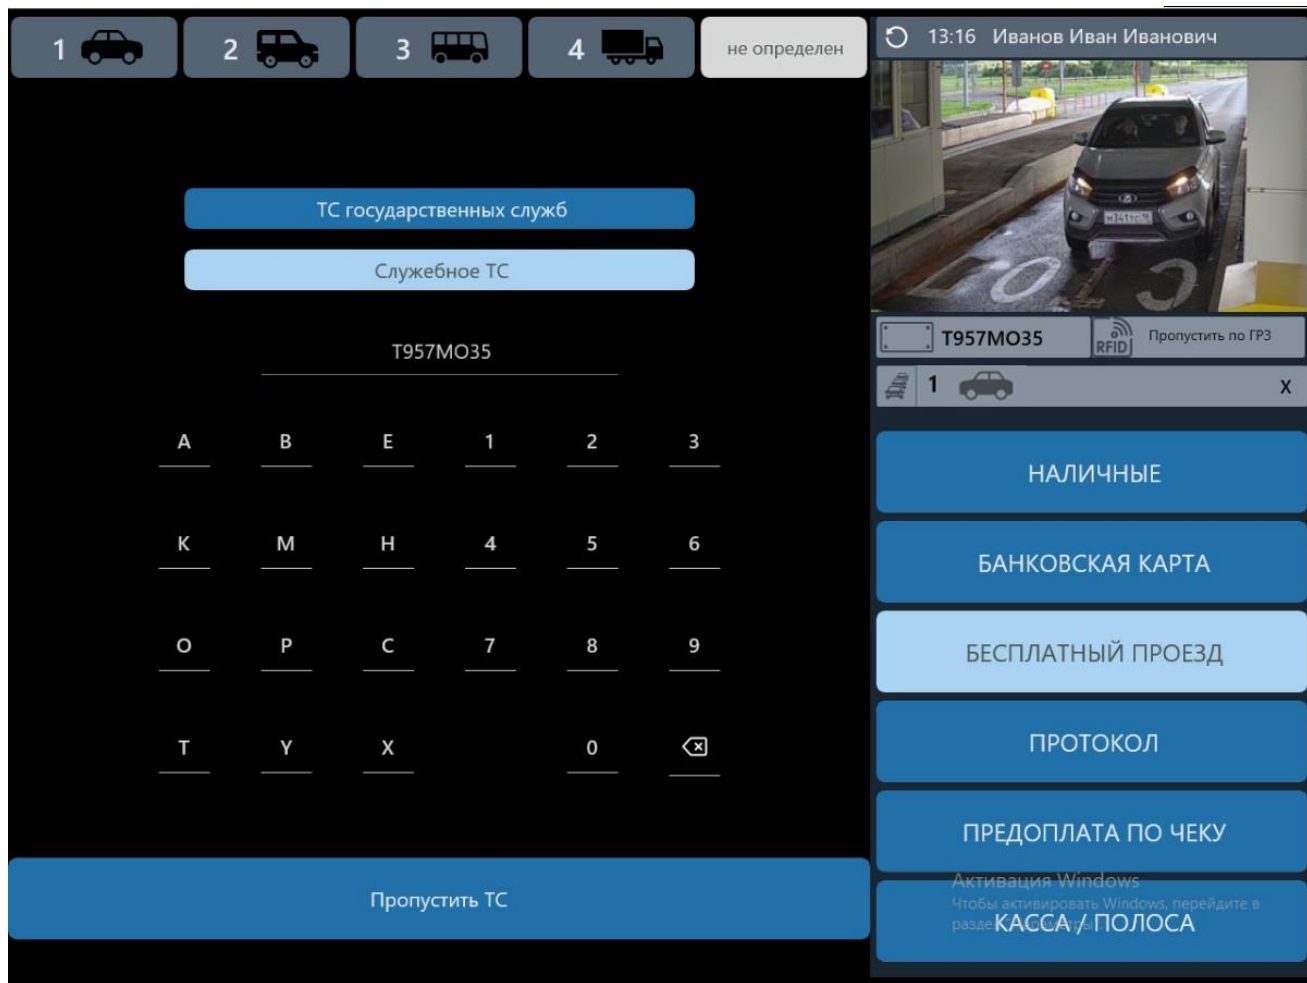 1
2
3
4
не определен
13:16 Иванов Иван Иванович
ТС государственных служб
Служебное ТС
Т957МО35
А В Е 1 2 3
К М Н 4 5 6
О Р С 7 8 9
Т У Х 0
Пропустить ТС
М341ТС
Т957МО35
RFID
Пропустить по ГРЗ
1
X
НАЛИЧНЫЕ
БАНКОВСКАЯ КАРТА
БЕСПЛАТНЫЙ ПРОЕЗД
ПРОТОКОЛ
ПРЕДОПЛАТА ПО ЧЕКУ
Активация Windows
Чтобы активировать Windows, перейдите в
КАССА / ПОЛОСА